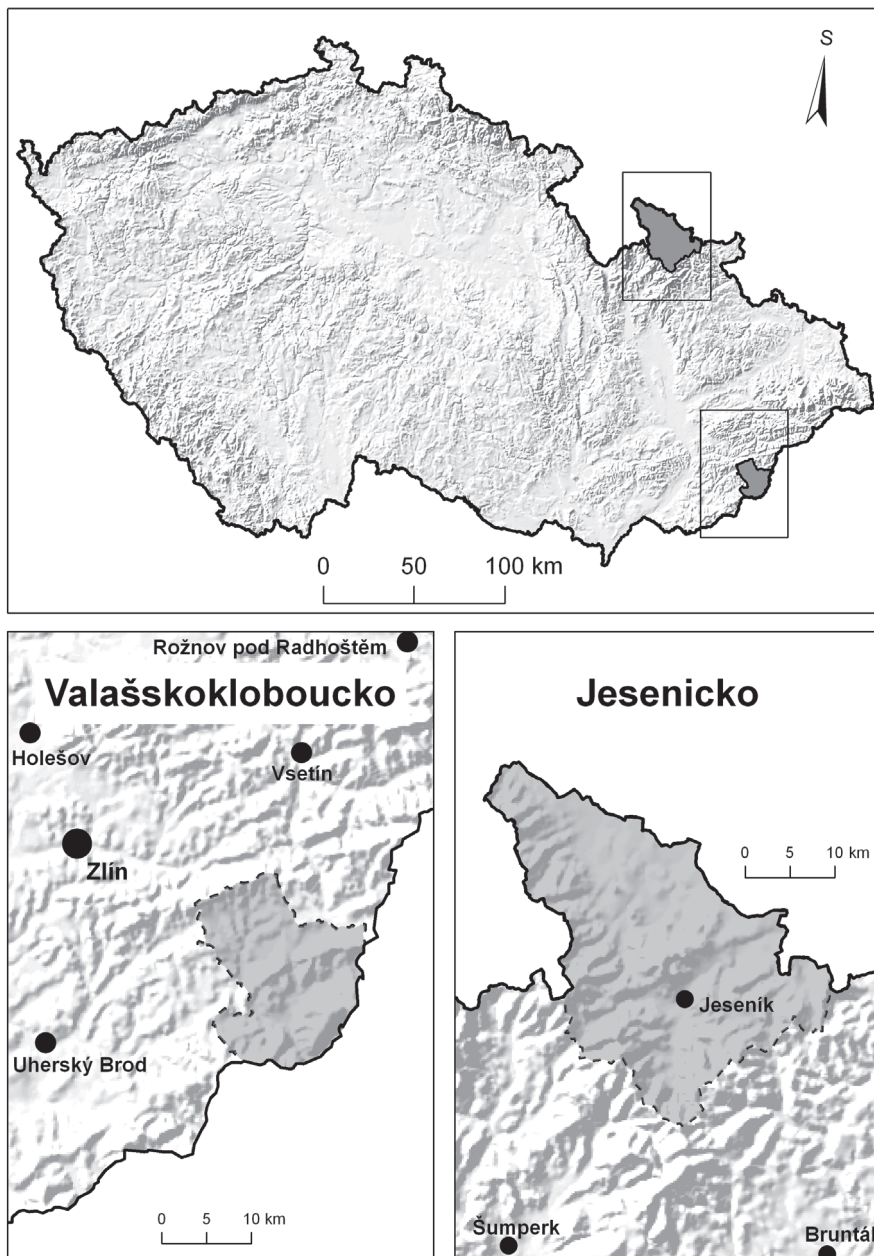 S
0 50 100 km
Rožnov pod Radhoštěm
Valašskokloboucko
Holešov
Vsetín
Zlín
Uherský Brod
0 5 10 km
Jesenicko
0 5 10 km
Jeseník
Šumperk
Bruntál